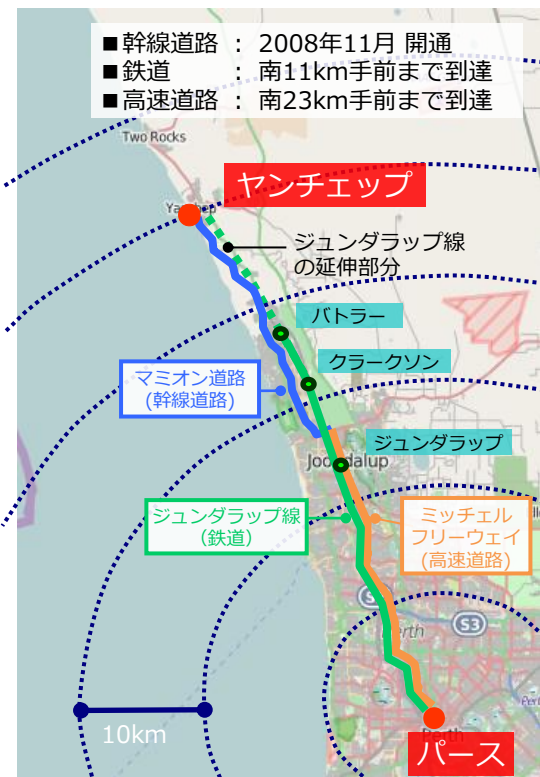 ■幹線道路 ： 2008年11月 開通
■鉄道 ： 南11km手前まで到達
■高速道路 ： 南23km手前まで到達
Two Rocks
ヤンチェップ
ジュンダラップ線
の延伸部分
バトラー
クラークソン
マミオン道路
(幹線道路)
ジュンダラップ
ジュンダラップ線
（鉄道）
ミッチェル
フリーウェイ
(高速道路)
S3
10km
Perth
パース